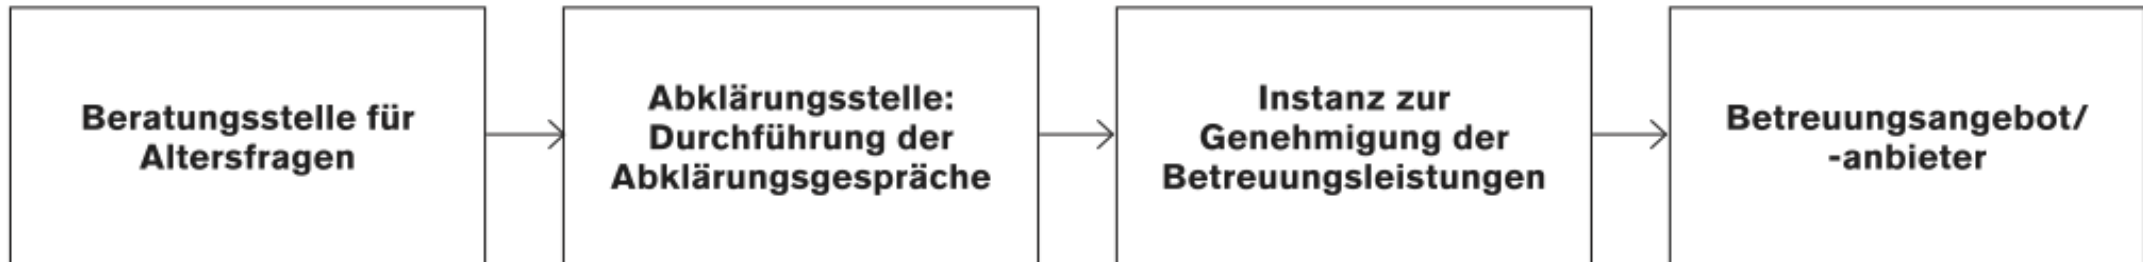 Beratungsstelle für
Altersfragen
Abklärungsstelle:
Durchführung der
Abklärungsgespräche
Instanz zur
Genehmigung der
Betreuungsleistungen
Betreuungsangebot/
-anbieter